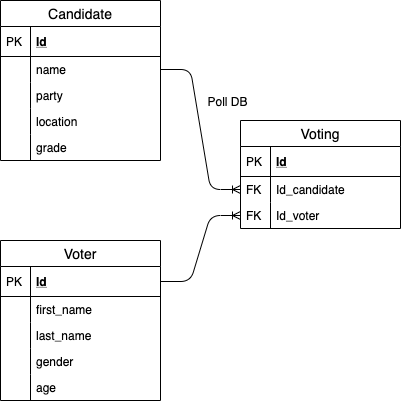 Candidate
PK Id
name
party
location
grade
Poll DB
Voting
PK Id
FK Id_candidate
FK Id_voter
Voter
PK Id
first_name
last_name
gender
age